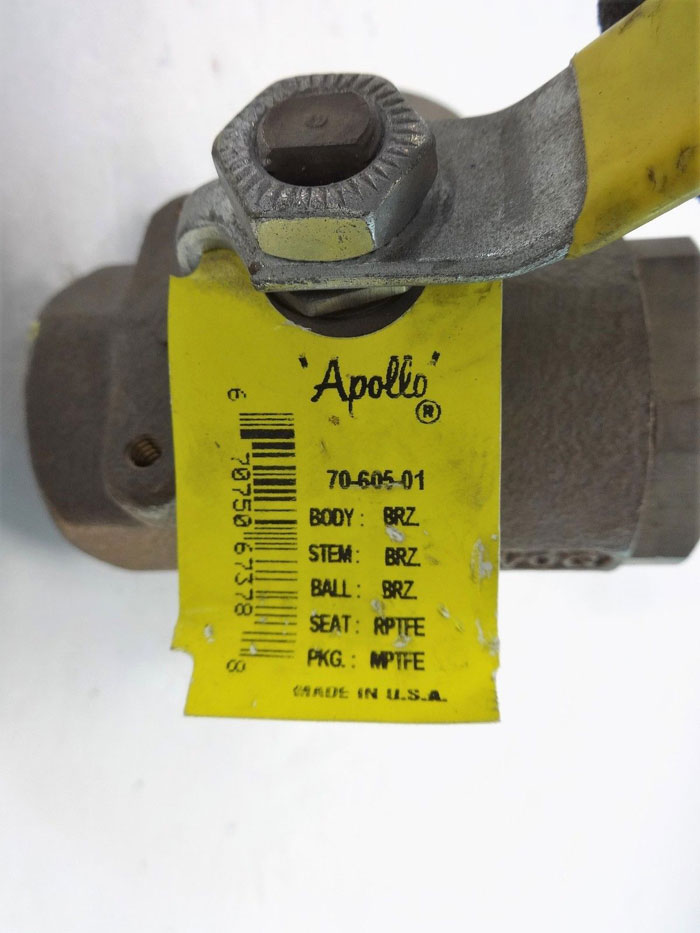 "Apollo"
®
70-605-01
BODY: BRZ.
STEM: BRZ.
BALL: BRZ.
SEAT: RPTFE
PKG.: MPTFE
MADE IN U.S.A.
6 70750 67378 8